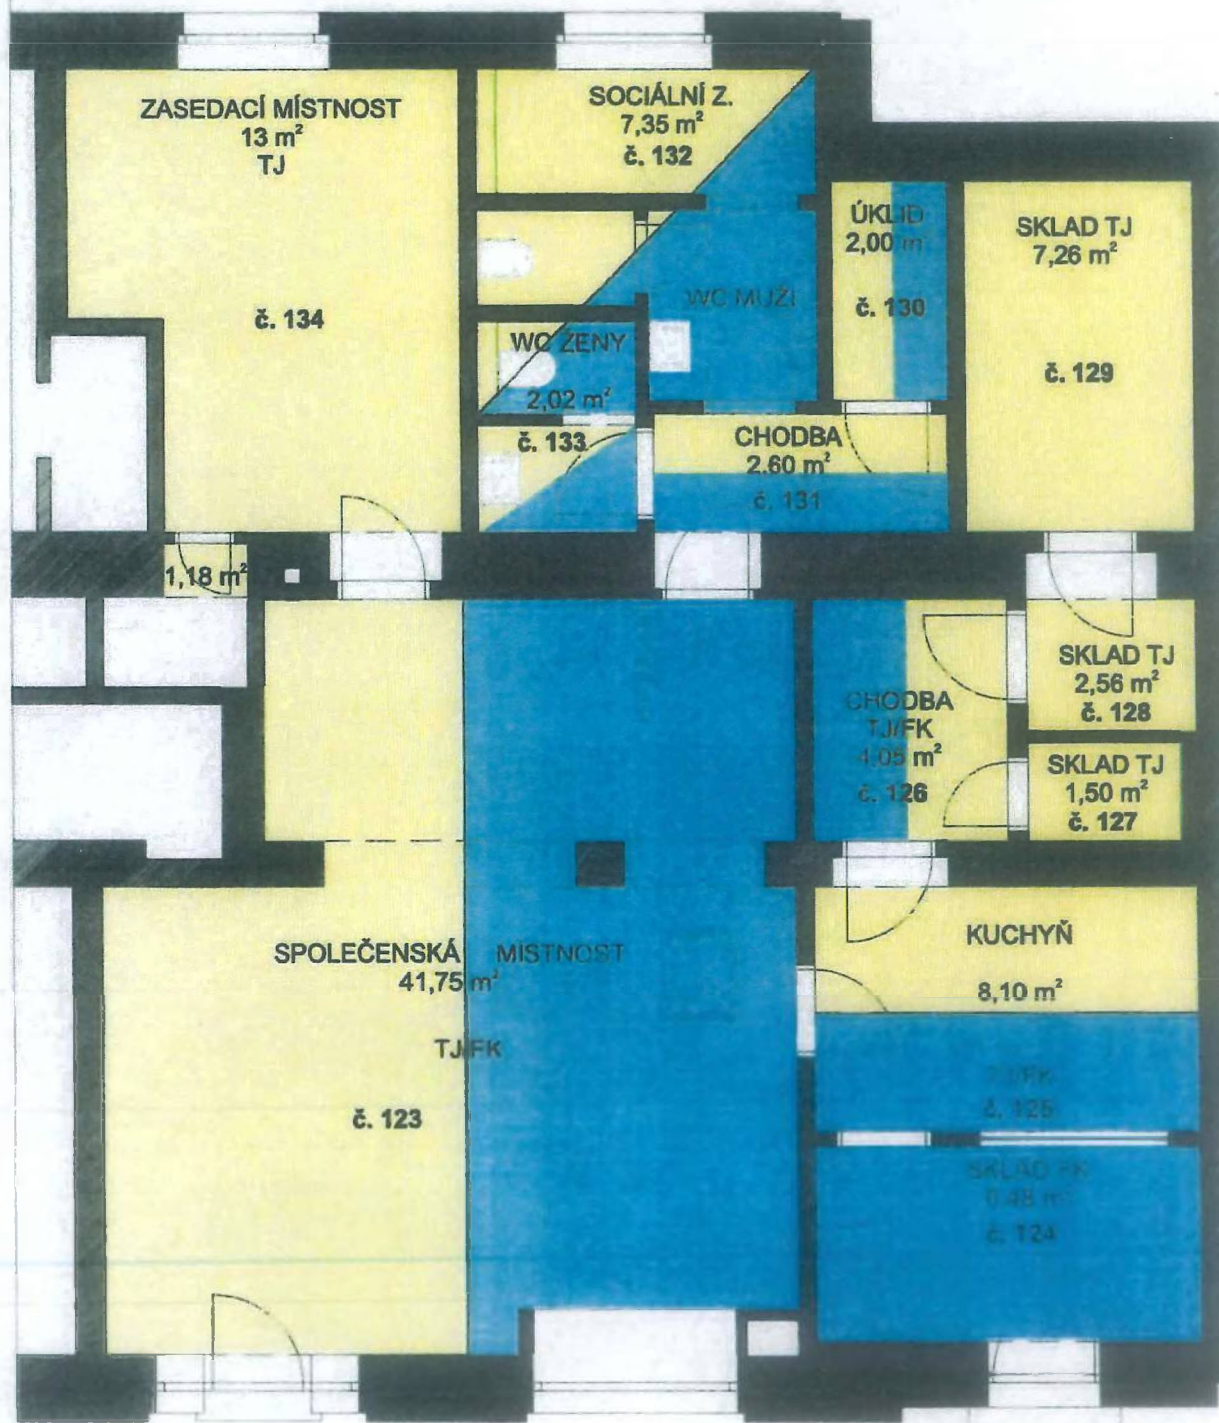 ZASEDACÍ MÍSTNOST
13 m²
TJ
č. 134
SOCIÁLNÍ Z.
7,35 m²
č. 132
WC MUŽI
WC ŽENY
2,02 m²
č. 133
ÚKLID
2,00 m²
č. 130
SKLAD TJ
7,26 m²
č. 129
CHODBA
2.60 m²
č. 131
1,18 m²
CHODBA
TJ/FK
4,05 m²
č. 126
SKLAD TJ
2,56 m²
č. 128
SKLAD TJ
1,50 m²
č. 127
SPOLEČENSKÁ MÍSTNOST
41,75 m²
TJ/FK
č. 123
KUCHYŇ
8,10 m²
TJ/FK
č. 125
SKLAD FK
č. 124